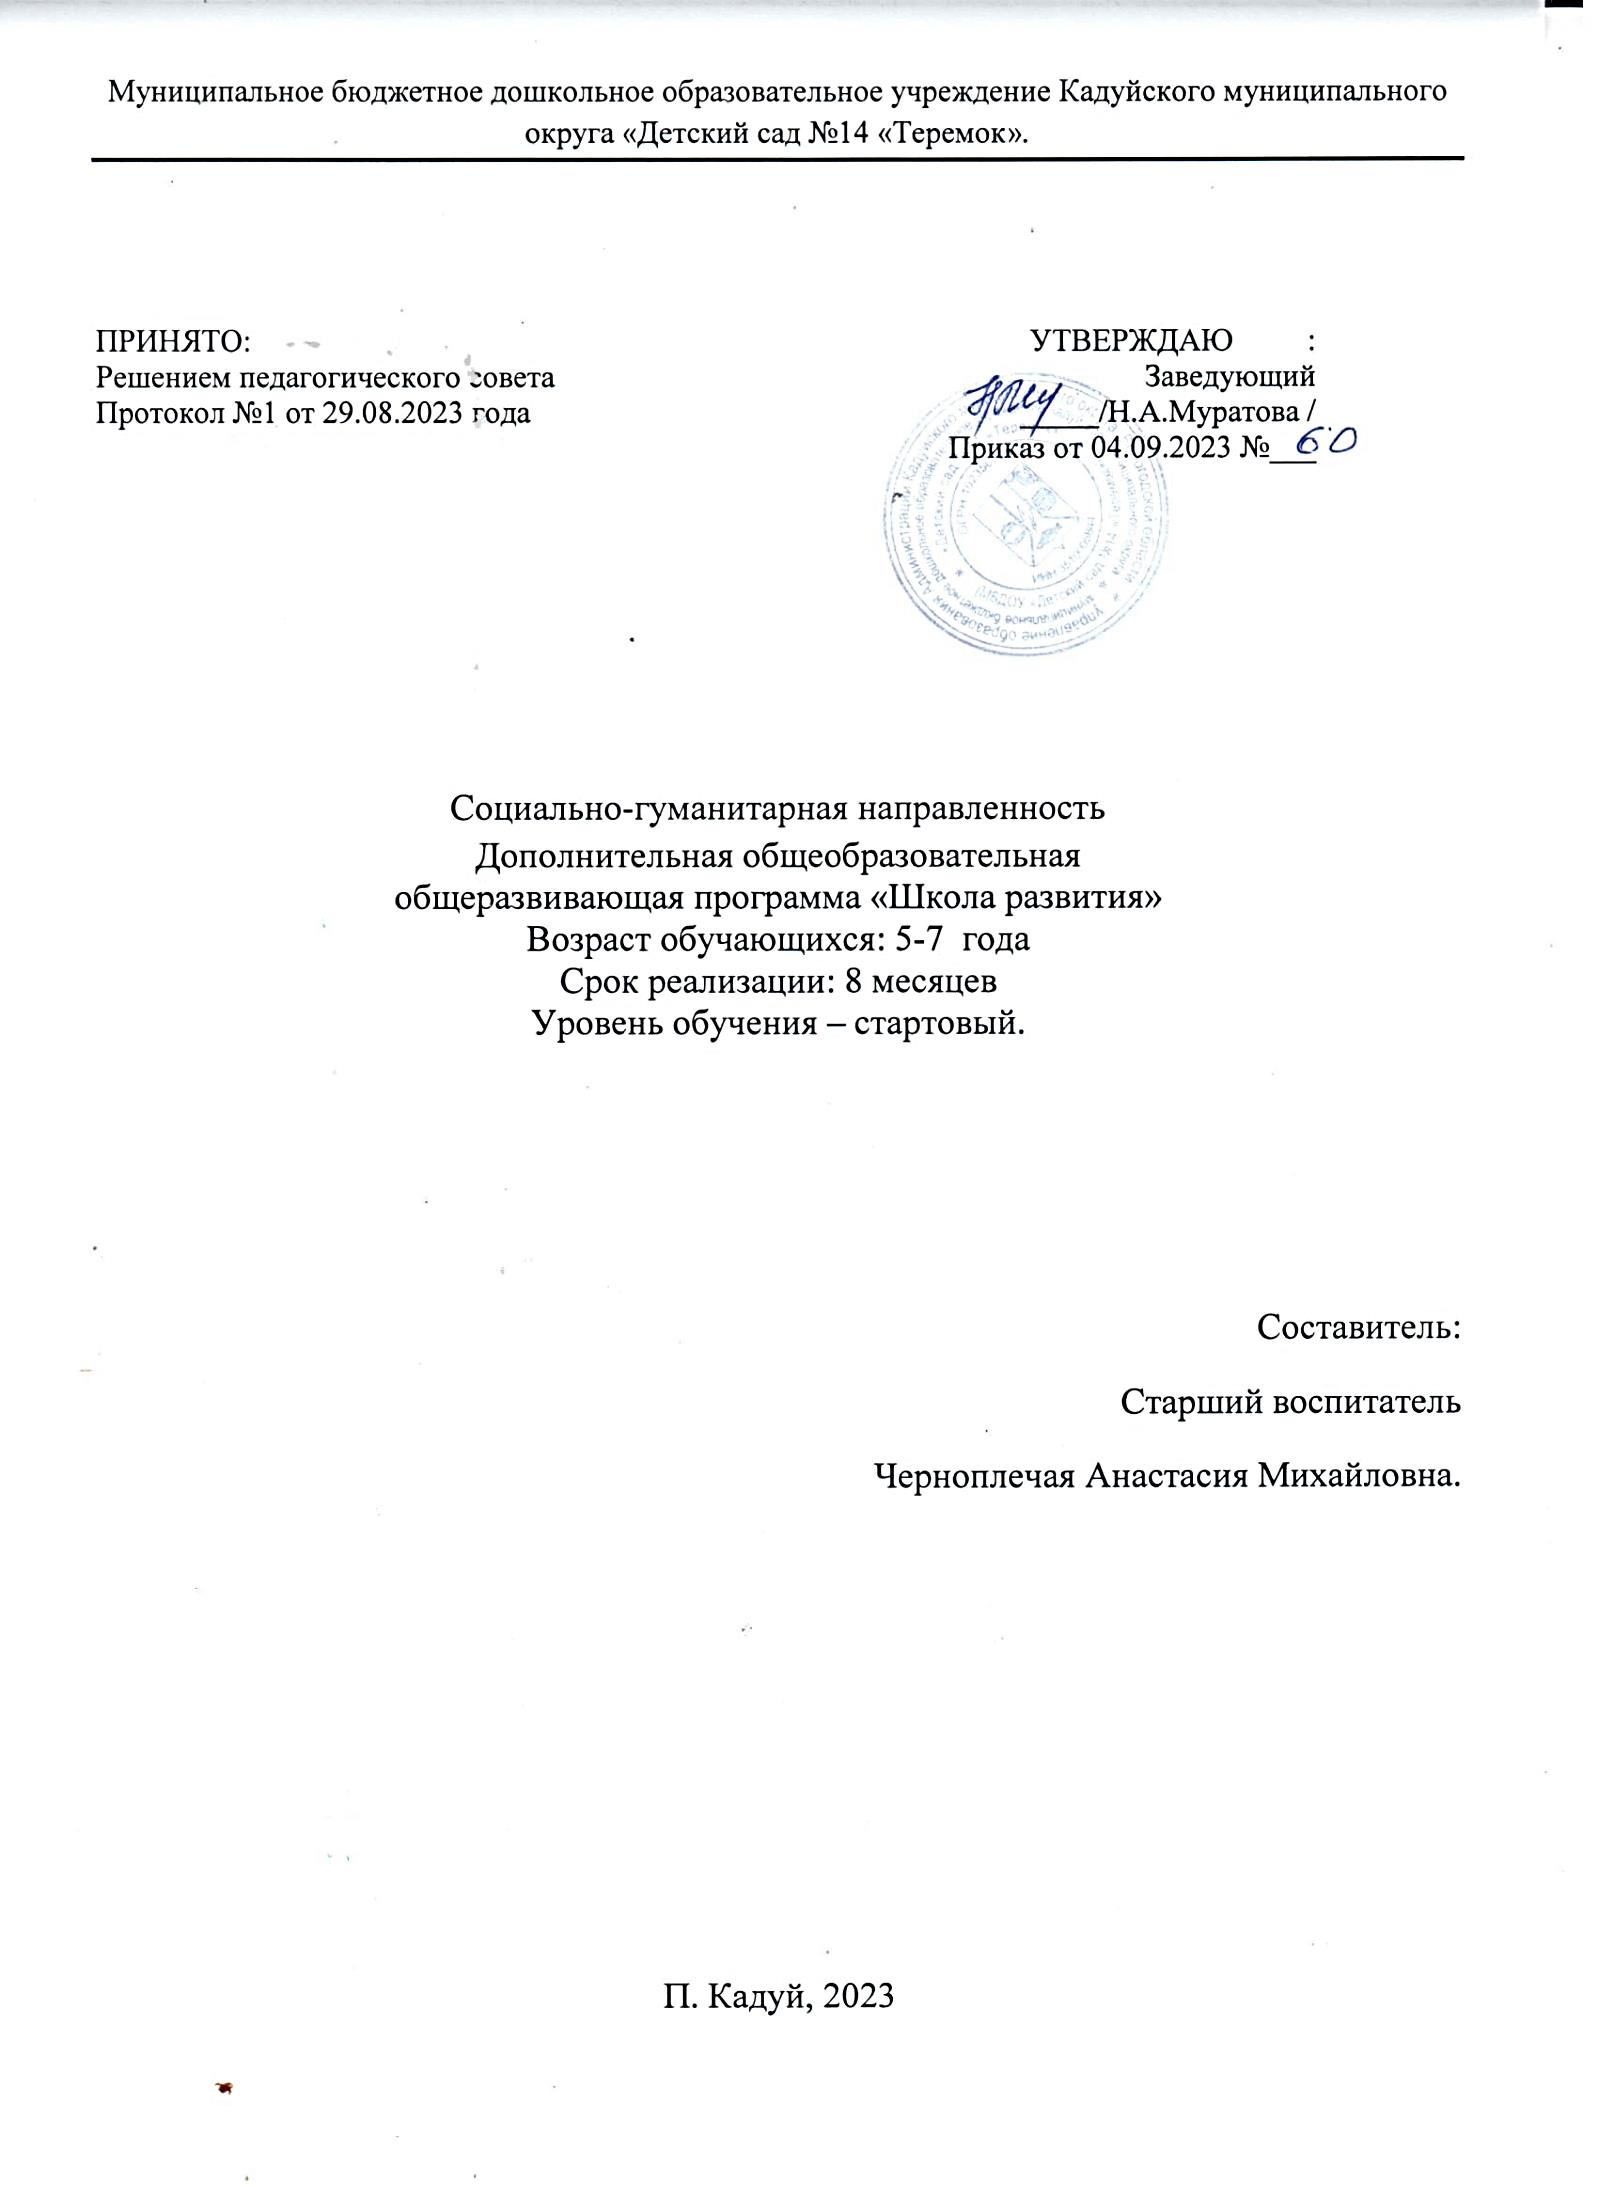 Муниципальное бюджетное дошкольное образовательное учреждение Кадуйского муниципального
округа «Детский сад №14 «Теремок».
ПРИНЯТО:
Решением педагогического совета
Протокол №1 от 29.08.2023 года
УТВЕРЖДАЮ :
Заведующий
/Н.А.Муратова /
Приказ от 04.09.2023 № 60
Социально-гуманитарная направленность
Дополнительная общеобразовательная
общеразвивающая программа «Школа развития»
Возраст обучающихся: 5-7 года
Срок реализации: 8 месяцев
Уровень обучения – стартовый.
Составитель:
Старший воспитатель
Черноплечая Анастасия Михайловна.
П. Кадуй, 2023